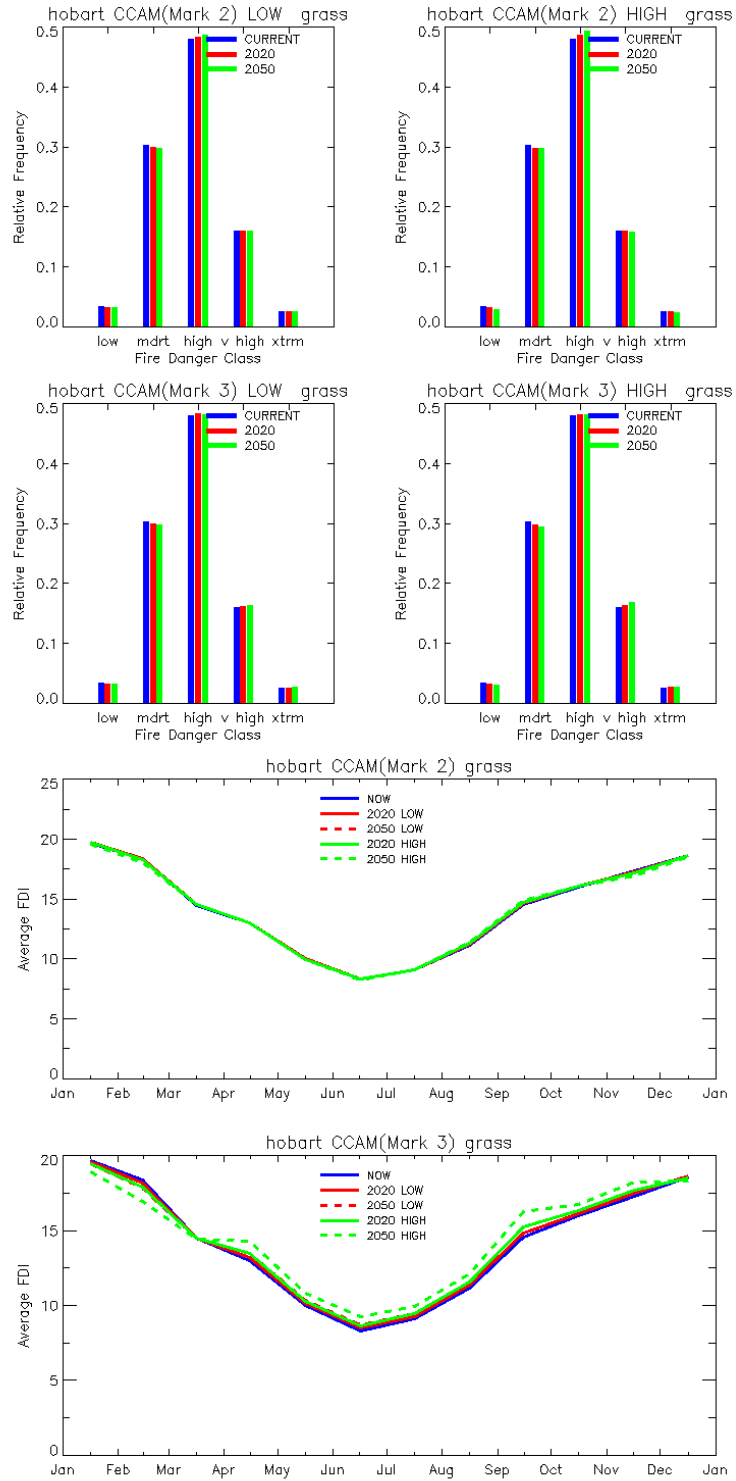 hobart CCAM(Mark 2) LOW grass
CURRENT
2020
2050
Relative Frequency
0.5
0.4
0.3
0.2
0.1
0.0
low mdrt high v high xtrm
Fire Danger Class
hobart CCAM(Mark 2) HIGH grass
CURRENT
2020
2050
Relative Frequency
0.5
0.4
0.3
0.2
0.1
0.0
low mdrt high v high xtrm
Fire Danger Class
hobart CCAM(Mark 3) LOW grass
CURRENT
2020
2050
Relative Frequency
0.5
0.4
0.3
0.2
0.1
0.0
low mdrt high v high xtrm
Fire Danger Class
hobart CCAM(Mark 3) HIGH grass
CURRENT
2020
2050
Relative Frequency
0.5
0.4
0.3
0.2
0.1
0.0
low mdrt high v high xtrm
Fire Danger Class
hobart CCAM(Mark 2) grass
NOW
2020 LOW
2050 LOW
2020 HIGH
2050 HIGH
Average FDI
25
20
15
10
5
0
Jan Feb Mar Apr May Jun Jul Aug Sep Oct Nov Dec Jan
hobart CCAM(Mark 3) grass
NOW
2020 LOW
2050 LOW
2020 HIGH
2050 HIGH
Average FDI
20
15
10
5
0
Jan Feb Mar Apr May Jun Jul Aug Sep Oct Nov Dec Jan